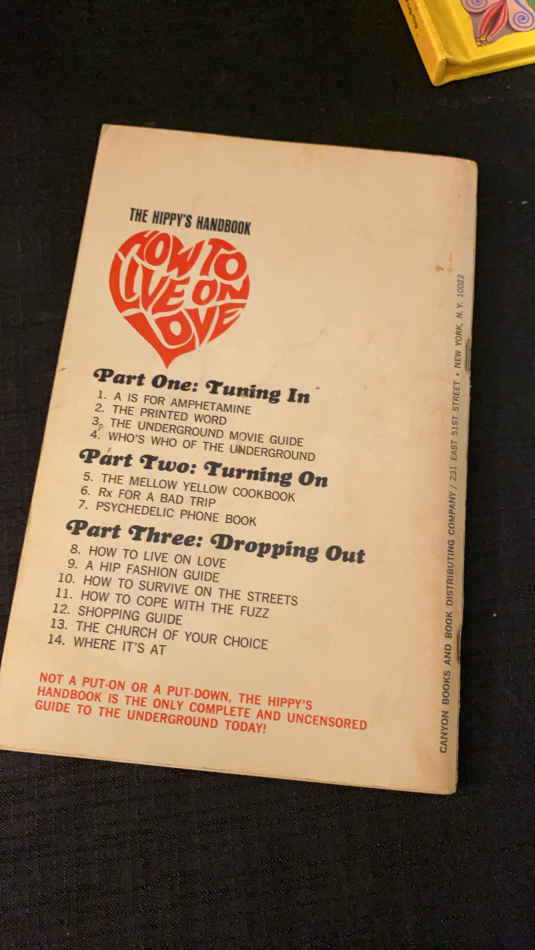 THE HIPPY'S HANDBOOK
HOW TO
LIVE ON
LOVE
Part One: Tuning In
1. A IS FOR AMPHETAMINE
2. THE PRINTED WORD
3. THE UNDERGROUND MOVIE GUIDE
4. WHO'S WHO OF THE UNDERGROUND
Part Two: Turning On
5. THE MELLOW YELLOW COOKBOOK
6. Rx FOR A BAD TRIP
7. PSYCHEDELIC PHONE BOOK
Part Three: Dropping Out
8. HOW TO LIVE ON LOVE
9. A HIP FASHION GUIDE
10. HOW TO SURVIVE ON THE STREETS
11. HOW TO COPE WITH THE FUZZ
12. SHOPPING GUIDE
13. THE CHURCH OF YOUR CHOICE
14. WHERE IT'S AT
NOT A PUT-ON OR A PUT-DOWN, THE HIPPY'S
HANDBOOK IS THE ONLY COMPLETE AND UNCENSORED
GUIDE TO THE UNDERGROUND TODAY!
CANYON BOOKS AND BOOK DISTRIBUTING COMPANY / 231 EAST 51ST STREET • NEW YORK, N.Y. 10022